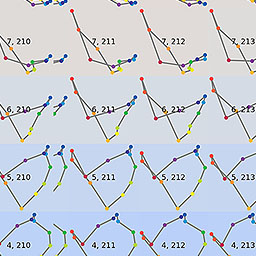 7, 210 7, 211 7, 212 7, 213
6, 210 6, 211 6, 212 6, 213
5, 210 5, 211 5, 212 5, 213
4, 210 4, 211 4, 212 4, 213